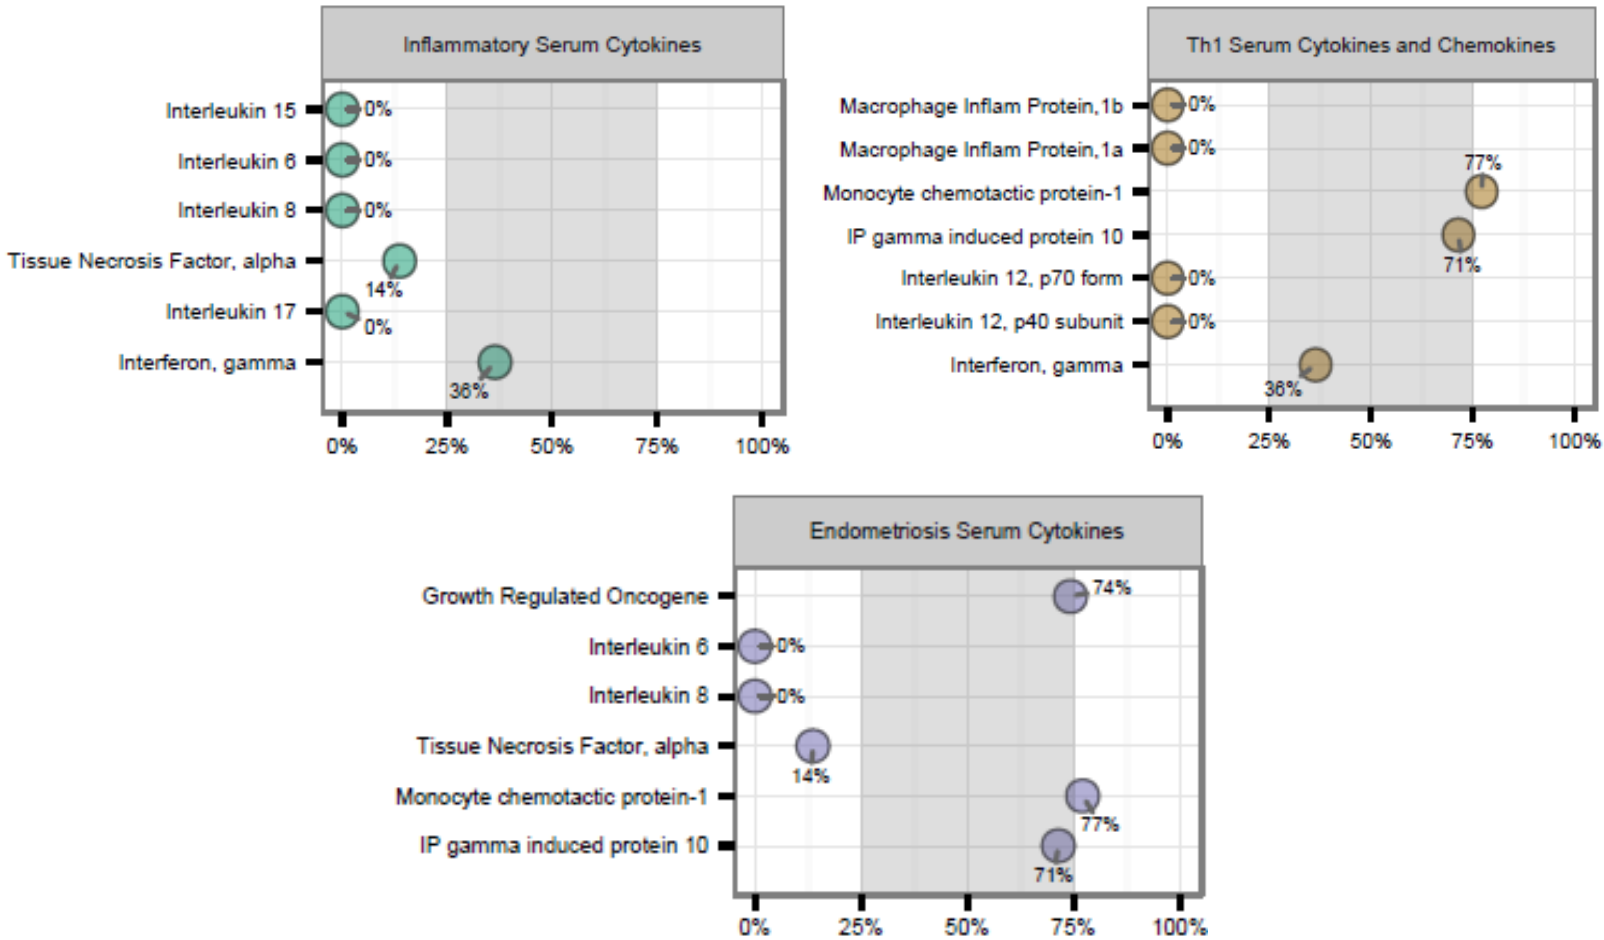 Inflammatory Serum Cytokines
Interleukin 15 0%
Interleukin 6 0%
Interleukin 8 0%
Tissue Necrosis Factor, alpha
14%
Interleukin 17
0%
Interferon, gamma
36%
0% 25% 50% 75% 100%
Th1 Serum Cytokines and Chemokines
Macrophage Inflam Protein,1b 0%
Macrophage Inflam Protein,1a 0%
77%
Monocyte chemotactic protein-1
IP gamma induced protein 10
71%
Interleukin 12, p70 form 0%
Interleukin 12, p40 subunit 0%
Interferon, gamma
36%
0% 25% 50% 75% 100%
Endometriosis Serum Cytokines
Growth Regulated Oncogene 74%
Interleukin 6 0%
Interleukin 8 0%
Tissue Necrosis Factor, alpha
14%
Monocyte chemotactic protein-1
77%
IP gamma induced protein 10
71%
0% 25% 50% 75% 100%